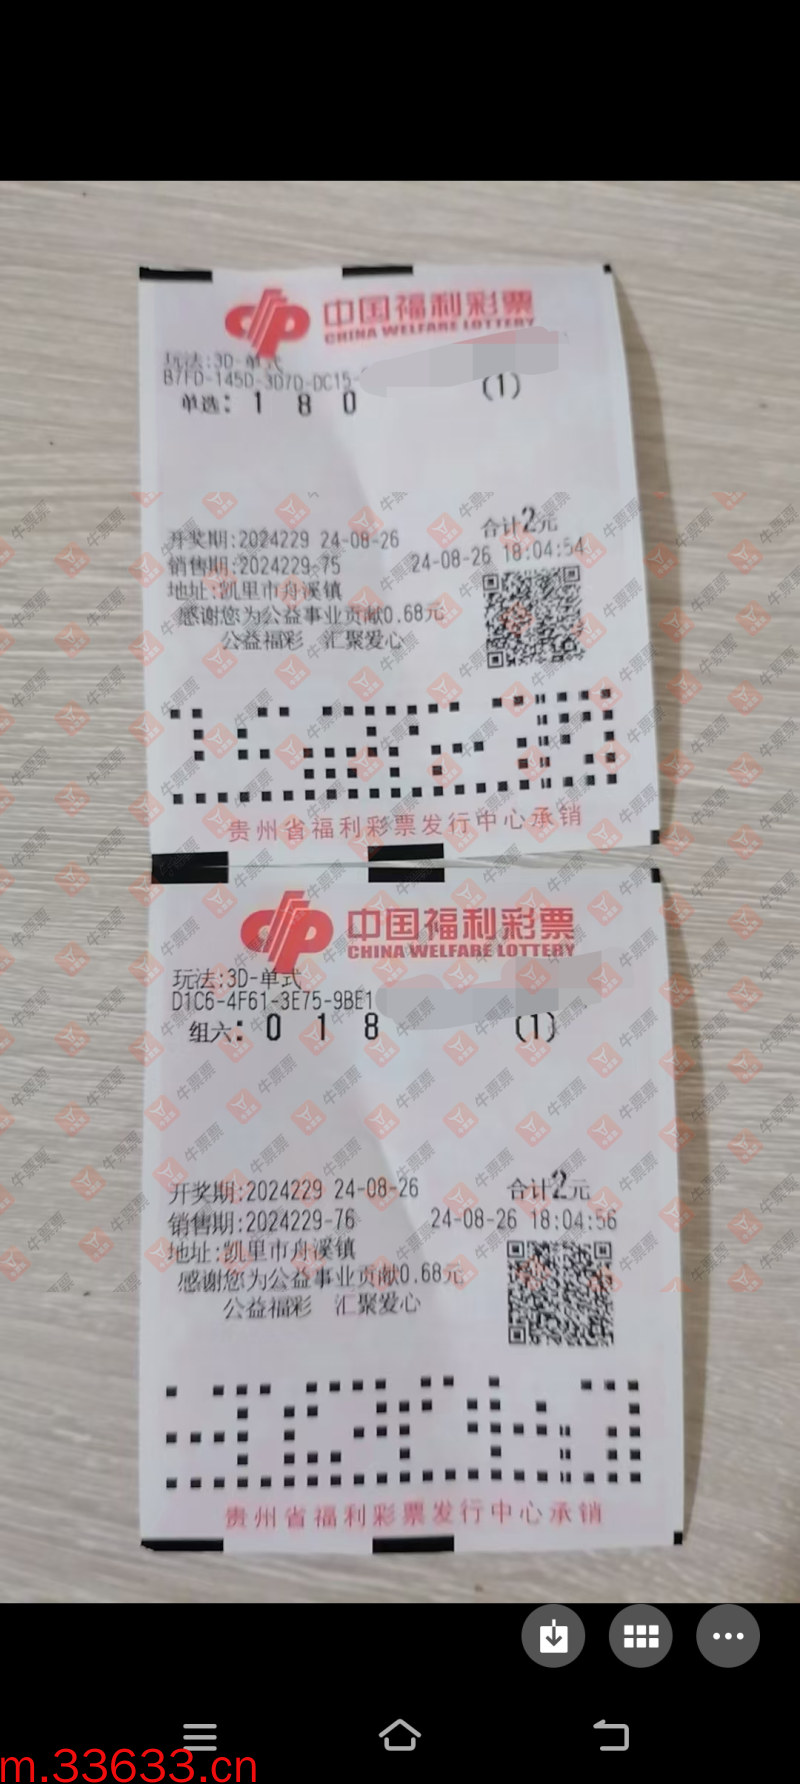 中国福利彩票
CHINA WELFARE LOTTERY
玩法:3D-单式
B7FD-145D-3D7D-DC15-
单选: 1 8 0 (1)
合计2元
开奖期:2024229 24-08-26
销售期:2024229-75 24-08-26 18:04:54
地址:凯里市舟溪镇
感谢您为公益事业贡献0.68元
公益福彩 汇聚爱心
贵州省福利彩票发行中心承销
中国福利彩票
CHINA WELFARE LOTTERY
玩法:3D-单式
D1C6-4F61-3E75-9BE1
组六: 0 1 8 (1)
开奖期:2024229 24-08-26 合计2元
销售期:2024229-76 24-08-26 18:04:56
地址:凯里市舟溪镇
感谢您为公益事业贡献0.68元
公益福彩 汇聚爱心
贵州省福利彩票发行中心承销
牛票票
m.33633.cn